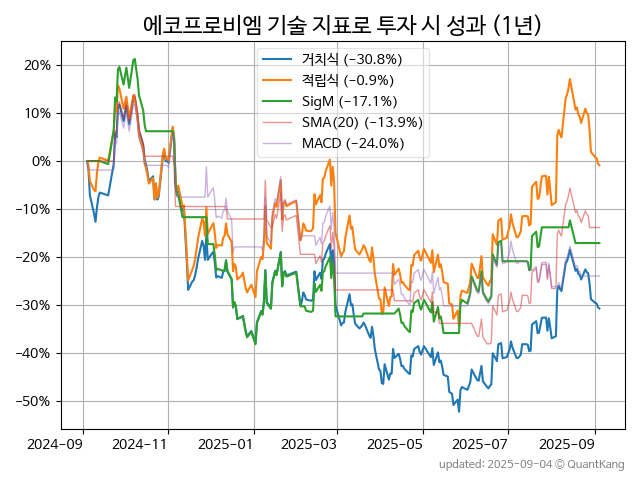 에코프로비엠 기술 지표로 투자 시 성과 (1년)
거치식 (−30.8%)
적립식 (−0.9%)
SigM (−17.1%)
SMA(20) (−13.9%)
MACD (−24.0%)
20%
10%
0%
−10%
−20%
−30%
−40%
−50%
2024-09 2024-11 2025-01 2025-03 2025-05 2025-07 2025-09
updated: 2025-09-04 © QuantKang